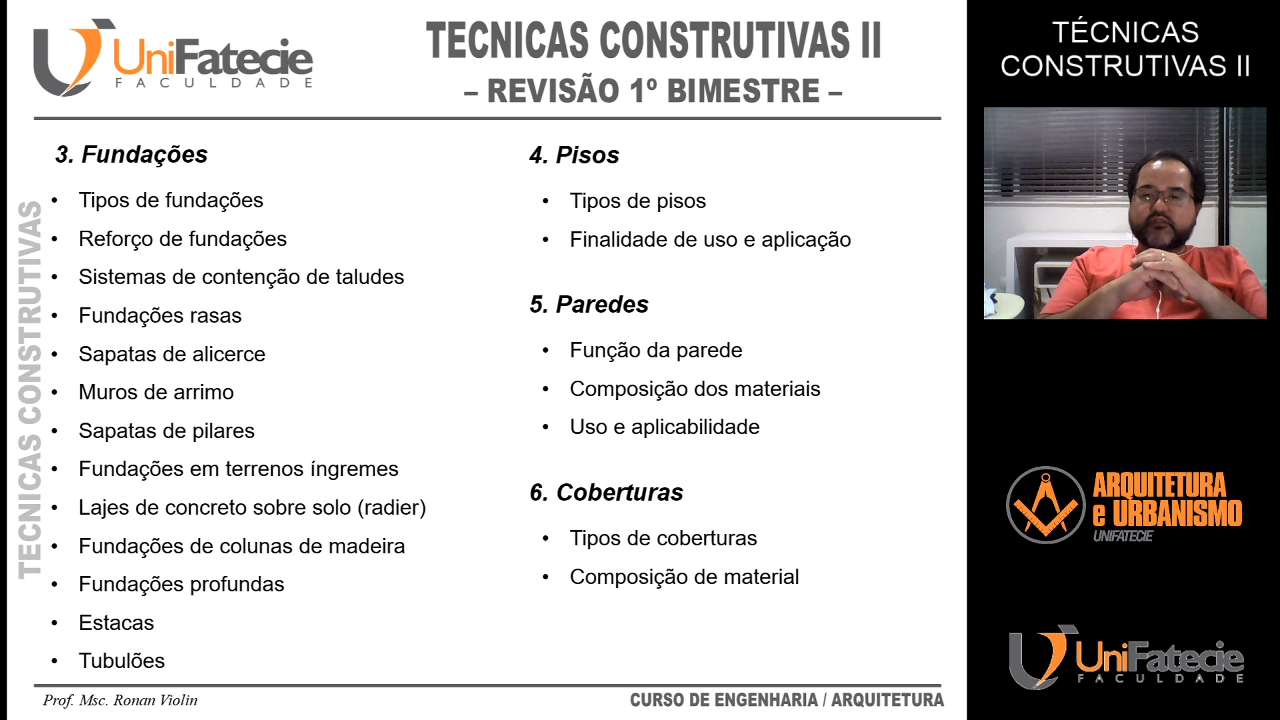 UniFatecie
FACULDADE
TECNICAS CONSTRUTIVAS II
– REVISÃO 1º BIMESTRE –
TECNICAS CONSTRUTIVAS
3. Fundações
• Tipos de fundações
• Reforço de fundações
• Sistemas de contenção de taludes
• Fundações rasas
• Sapatas de alicerce
• Muros de arrimo
• Sapatas de pilares
• Fundações em terrenos íngremes
• Lajes de concreto sobre solo (radier)
• Fundações de colunas de madeira
• Fundações profundas
• Estacas
• Tubulões
4. Pisos
• Tipos de pisos
• Finalidade de uso e aplicação
5. Paredes
• Função da parede
• Composição dos materiais
• Uso e aplicabilidade
6. Coberturas
• Tipos de coberturas
• Composição de material
Prof. Msc. Ronan Violin
CURSO DE ENGENHARIA / ARQUITETURA
TÉCNICAS
CONSTRUTIVAS II
ARQUITETURA
e URBANISMO
UNIFATECIE
UniFatecie
FACULDADE